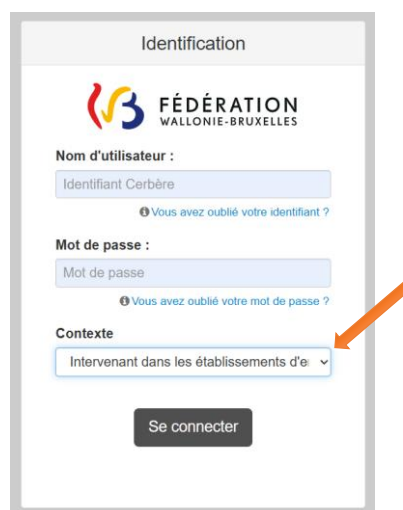 Identification
FÉDÉRATION
WALLONIE-BRUXELLES
Nom d'utilisateur :
Identifiant Cerbère
Vous avez oublié votre identifiant ?
Mot de passe :
Mot de passe
Vous avez oublié votre mot de passe ?
Contexte
Intervenant dans les établissements d'e
Se connecter